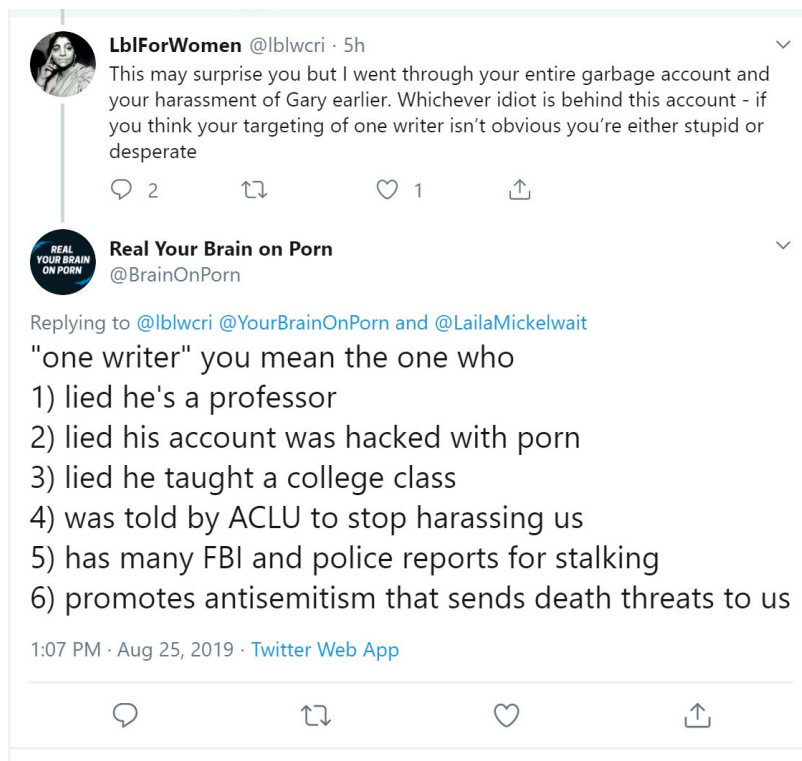 LblForWomen @lblwcri · 5h
This may surprise you but I went through your entire garbage account and
your harassment of Gary earlier. Whichever idiot is behind this account - if
you think your targeting of one writer isn’t obvious you’re either stupid or
desperate
2 1
REAL
YOUR BRAIN
ON PORN
Real Your Brain on Porn
@BrainOnPorn
Replying to @lblwcri @YourBrainOnPorn and @LailaMickelwait
"one writer" you mean the one who
1) lied he's a professor
2) lied his account was hacked with porn
3) lied he taught a college class
4) was told by ACLU to stop harassing us
5) has many FBI and police reports for stalking
6) promotes antisemitism that sends death threats to us
1:07 PM · Aug 25, 2019 · Twitter Web App